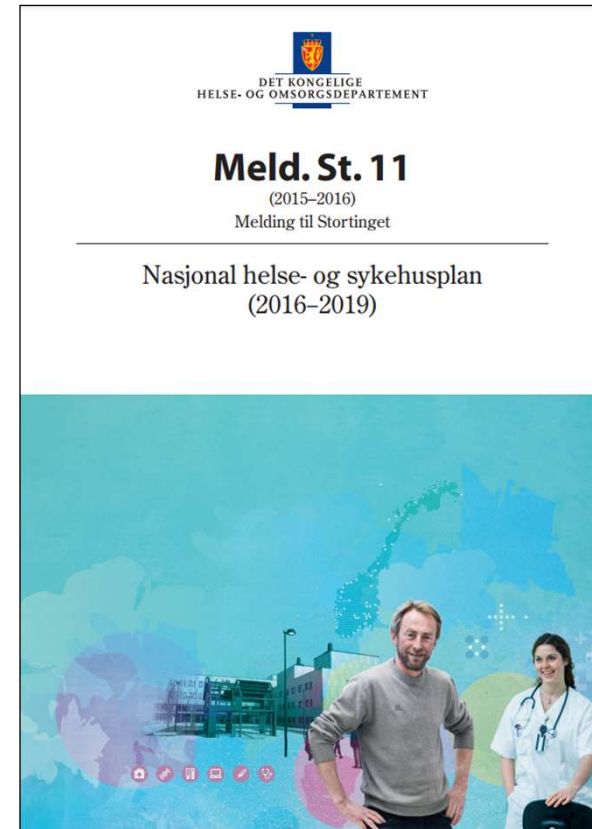 DET KONGELIGE
HELSE- OG OMSORGSDEPARTEMENT
Meld. St. 11
(2015–2016)
Melding til Stortinget
Nasjonal helse- og sykehusplan
(2016–2019)